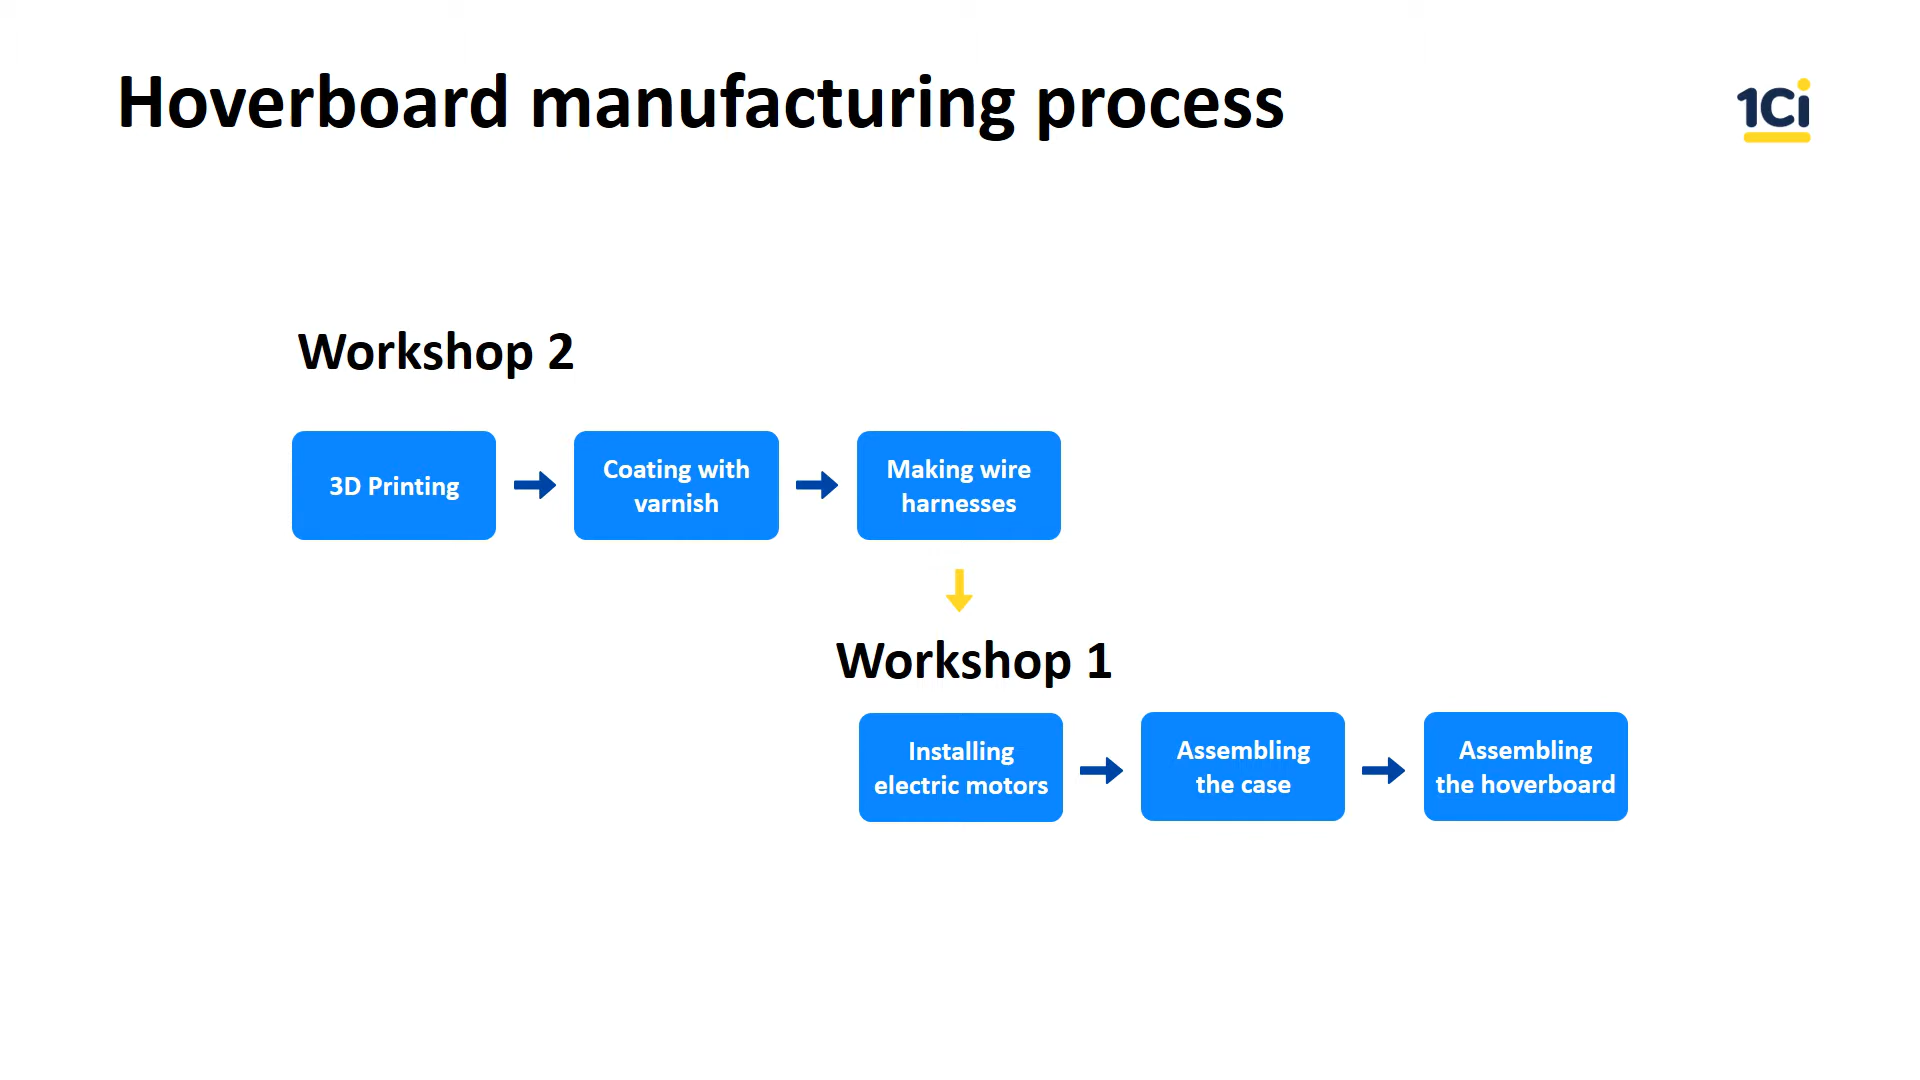 Hoverboard manufacturing process
1Ci
Workshop 2
3D Printing
Coating with
varnish
Making wire
harnesses
Workshop 1
Installing
electric motors
Assembling
the case
Assembling
the hoverboard